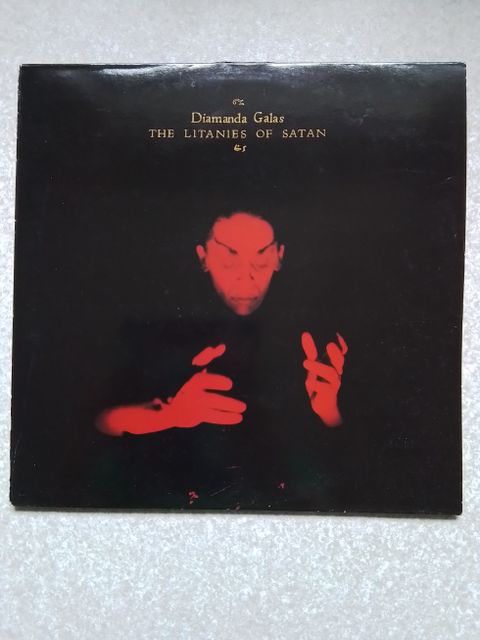 Diamanda Galas
THE LITANIES OF SATAN